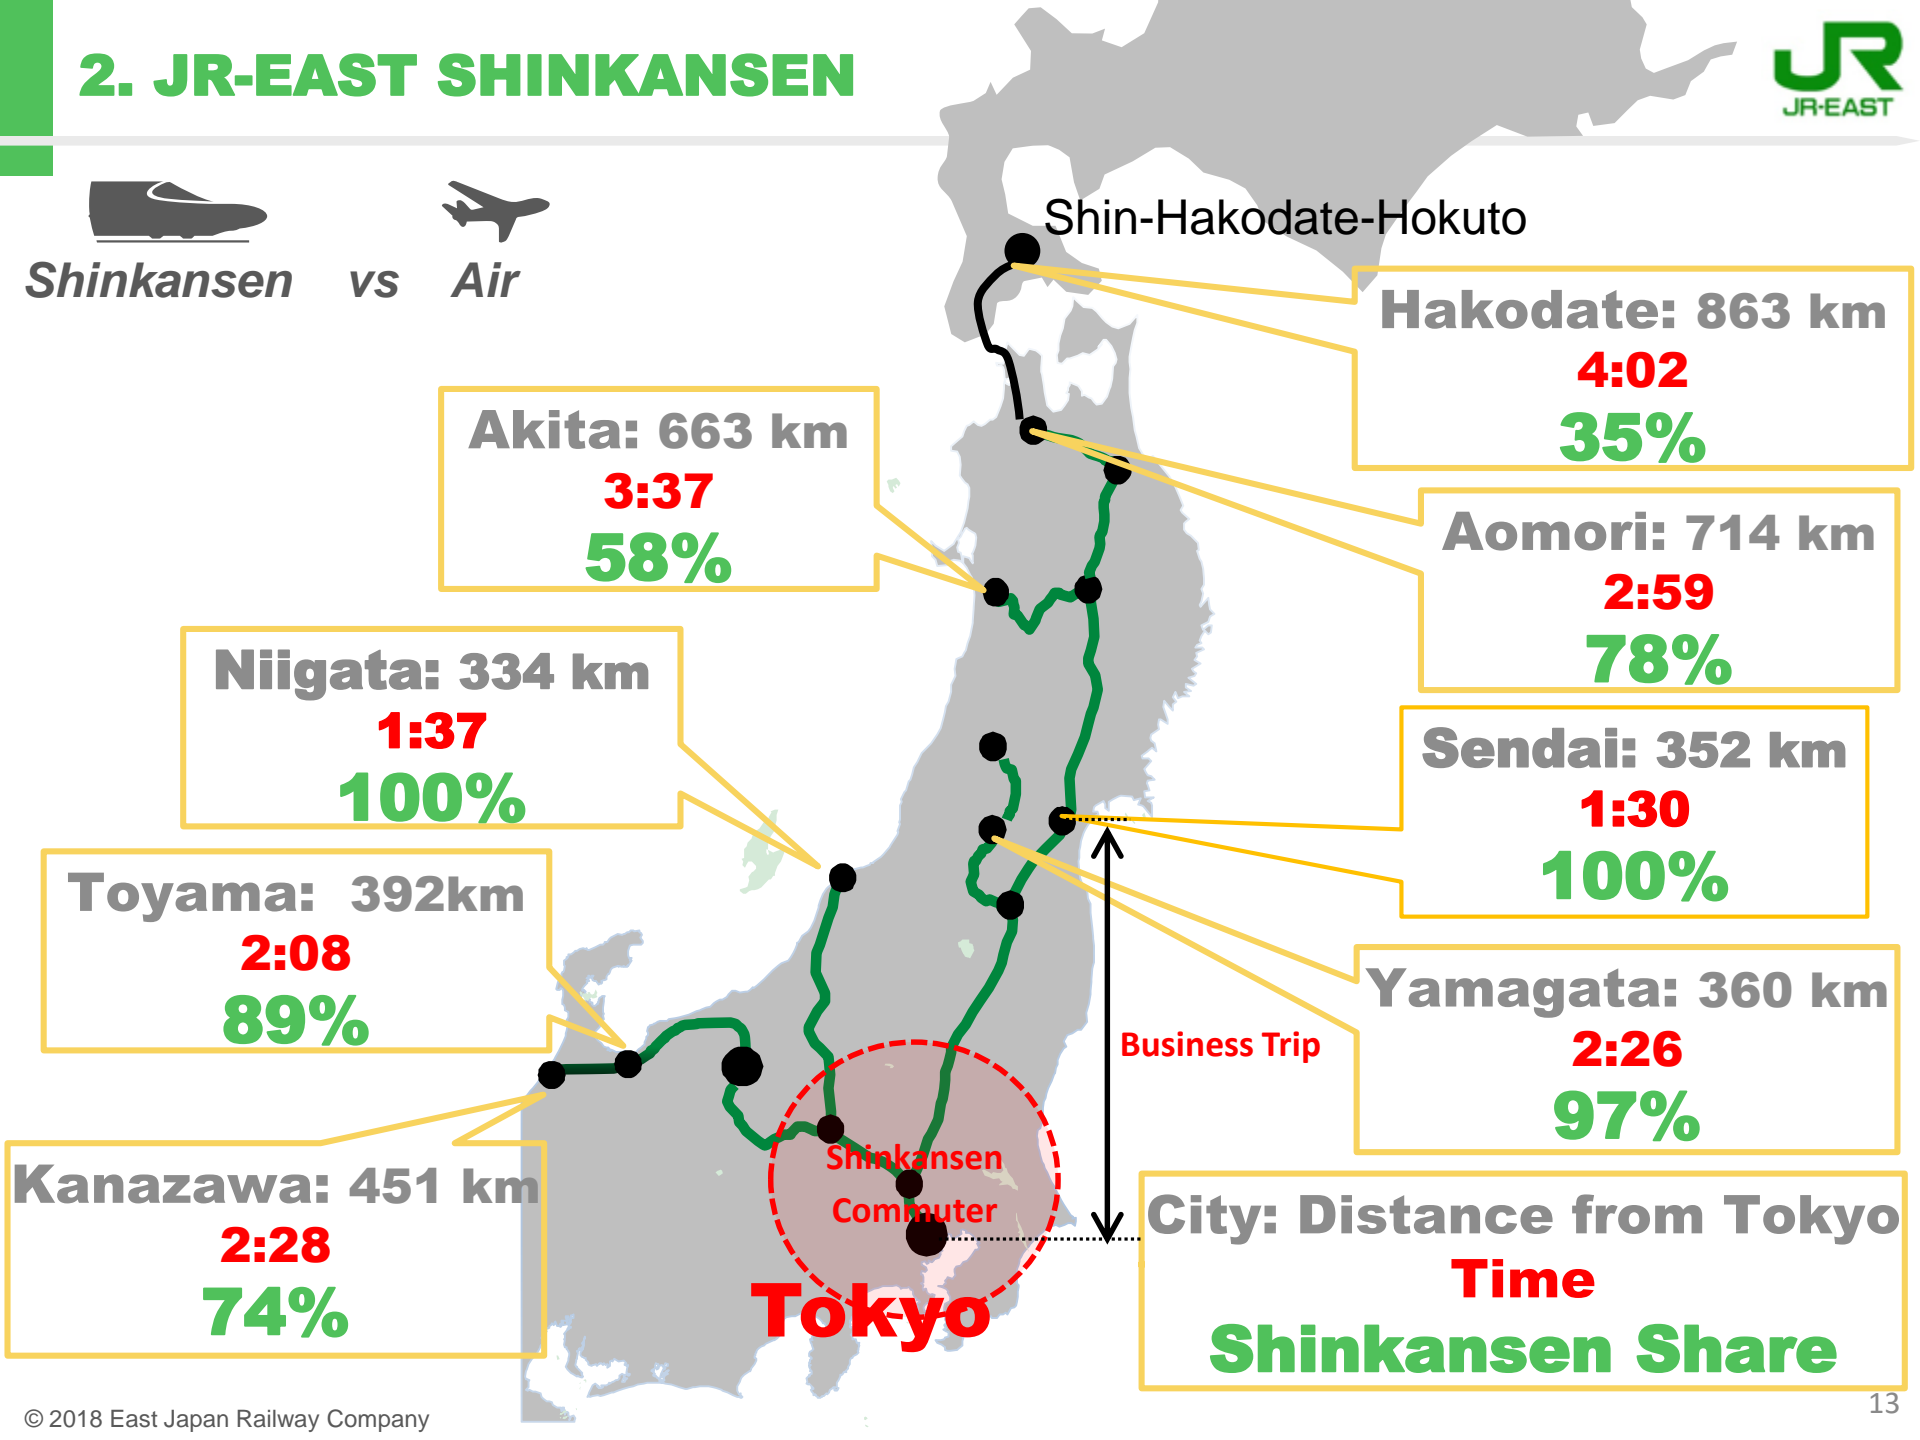 2. JR-EAST SHINKANSEN
JR
JR-EAST
Shinkansen vs Air
Shin-Hakodate-Hokuto
Hakodate: 863 km
4:02
35%
Akita: 663 km
3:37
58%
Aomori: 714 km
2:59
78%
Niigata: 334 km
1:37
100%
Sendai: 352 km
1:30
100%
Toyama: 392km
2:08
89%
Yamagata: 360 km
2:26
97%
Business Trip
Kanazawa: 451 km
2:28
74%
Shinkansen
Commuter
Tokyo
City: Distance from Tokyo
Time
Shinkansen Share
© 2018 East Japan Railway Company
13